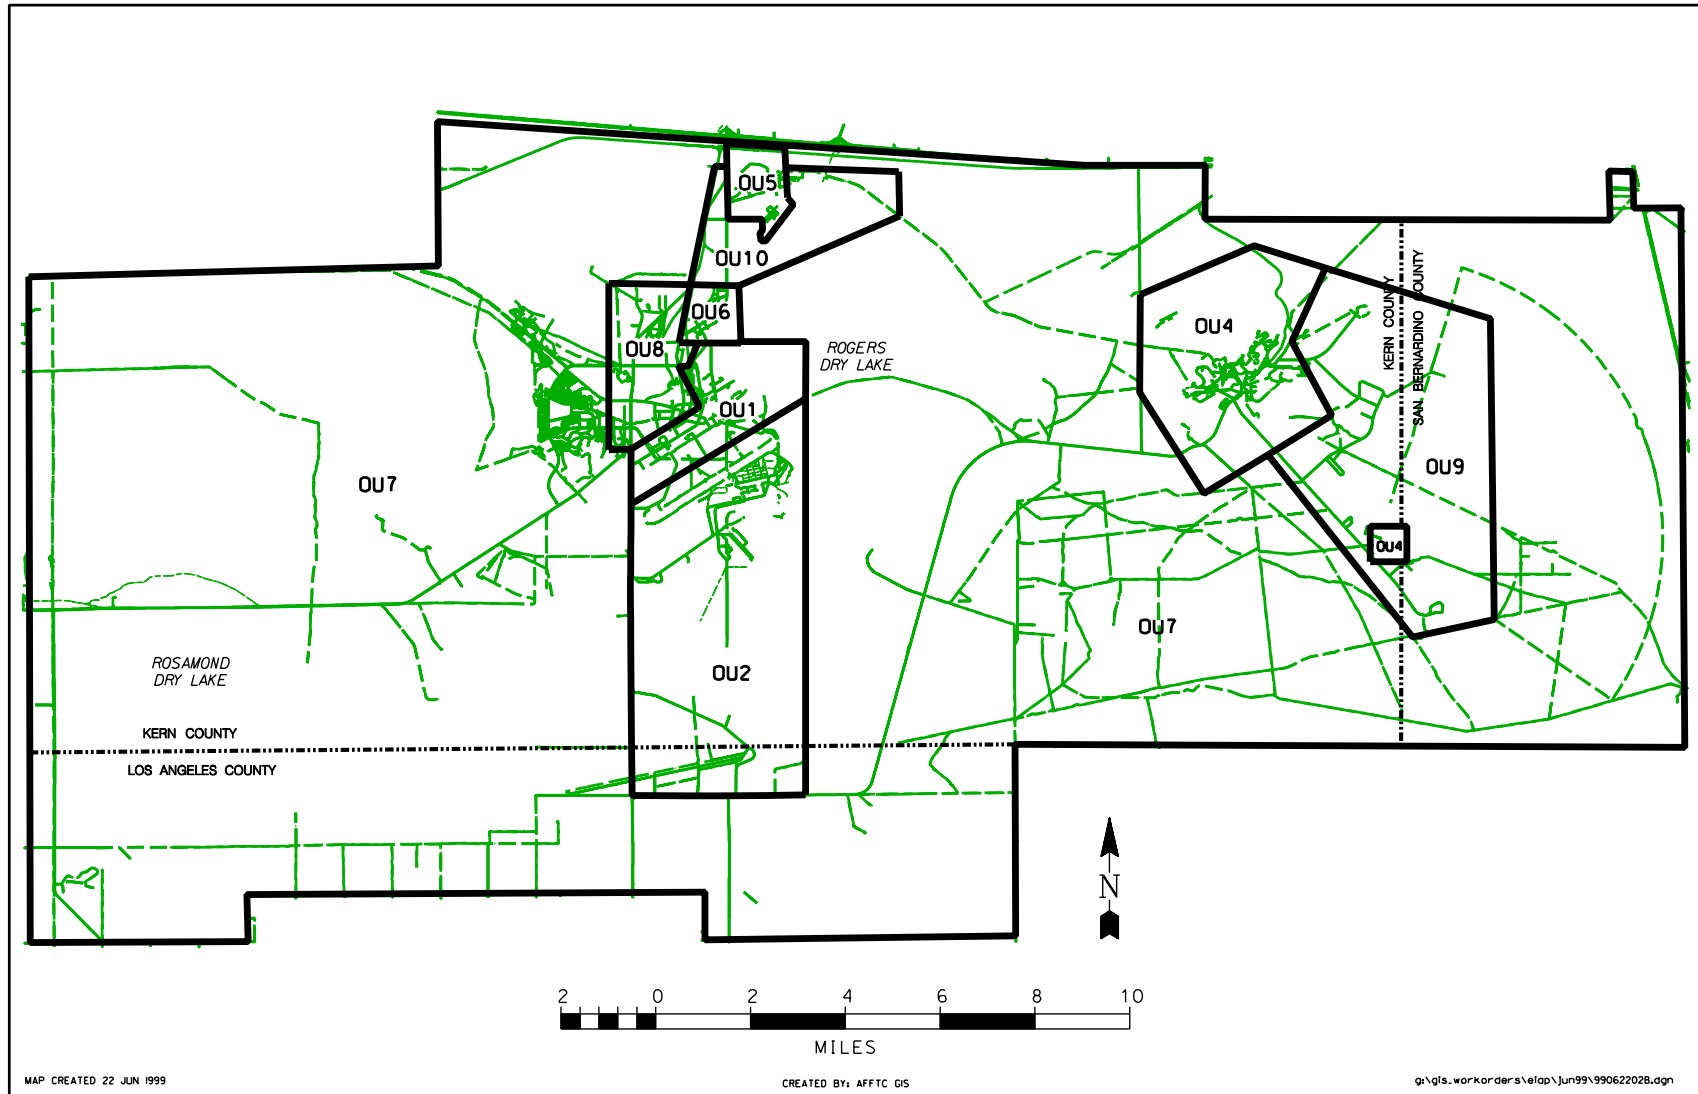 OU5
OU10
OU6
OU8
OU1
ROGERS
DRY LAKE
OU4
KERN COUNTY
SAN BERNARDINO COUNTY
OU9
OU7
OU4
OU7
OU2
ROSAMOND
DRY LAKE
KERN COUNTY
LOS ANGELES COUNTY
N
2 0 2 4 6 8 10
MILES
MAP CREATED 22 JUN 1999
CREATED BY: AFFTC GIS
g:\gis_workorders\eiap\jun99\99062202B.dgn